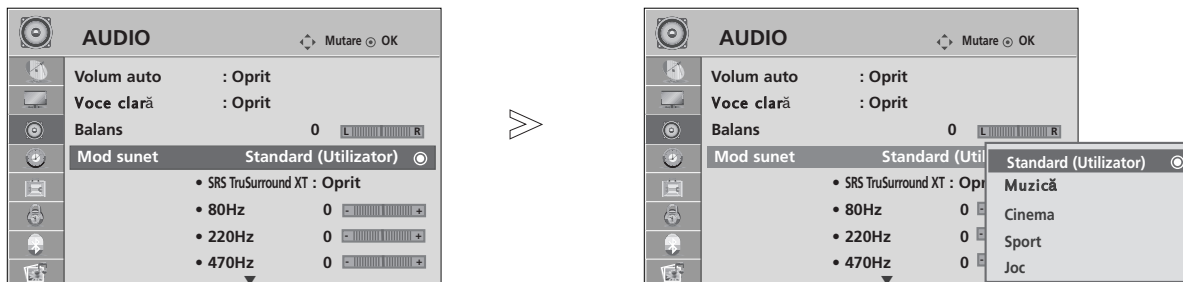 AUDIO
Mutare OK
Volum auto : Oprit
Voce clară : Oprit
Balans 0 L R
Mod sunet Standard (Utilizator)
• SRS TruSurround XT : Oprit
• 80Hz 0 - +
• 220Hz 0 - +
• 470Hz 0 - +
>
AUDIO
Mutare OK
Volum auto : Oprit
Voce clară : Oprit
Balans 0 L R
Mod sunet Standard (Util
• SRS TruSurround XT : Opr
• 80Hz 0 -
• 220Hz 0 -
• 470Hz 0 -
Standard (Utilizator)
Muzică
Cinema
Sport
Joc